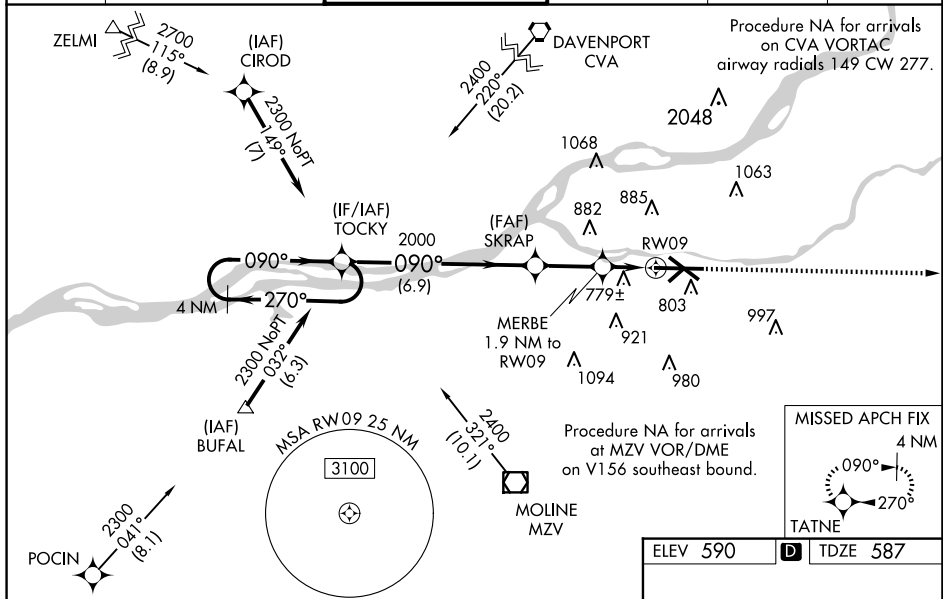 ZELMI
2700
115°
(8.9)
(IAF)
CIROD
2300 NoPT
149°
(7)
DAVENPORT
CVA
2400
220°
(20.2)
Procedure NA for arrivals
on CVA VORTAC
airway radials 149 CW 277.
2048
1068
1063
882
885
(IF/IAF)
TOCKY
2000
090°
(6.9)
(FAF)
SKRAP
RW09
090°
270°
4 NM
779±
803
997
MERBE
1.9 NM to
RW09
921
1094
980
2300 NoPT
032°
(6.3)
(IAF)
BUFAL
MSA RW09 25 NM
3100
2400
321°
(10.1)
MOLINE
MZV
Procedure NA for arrivals
at MZV VOR/DME
on V156 southeast bound.
MISSED APCH FIX
4 NM
090°
270°
TATNE
2300
041°
(8.1)
POCIN
ELEV 590
D
TDZE 587